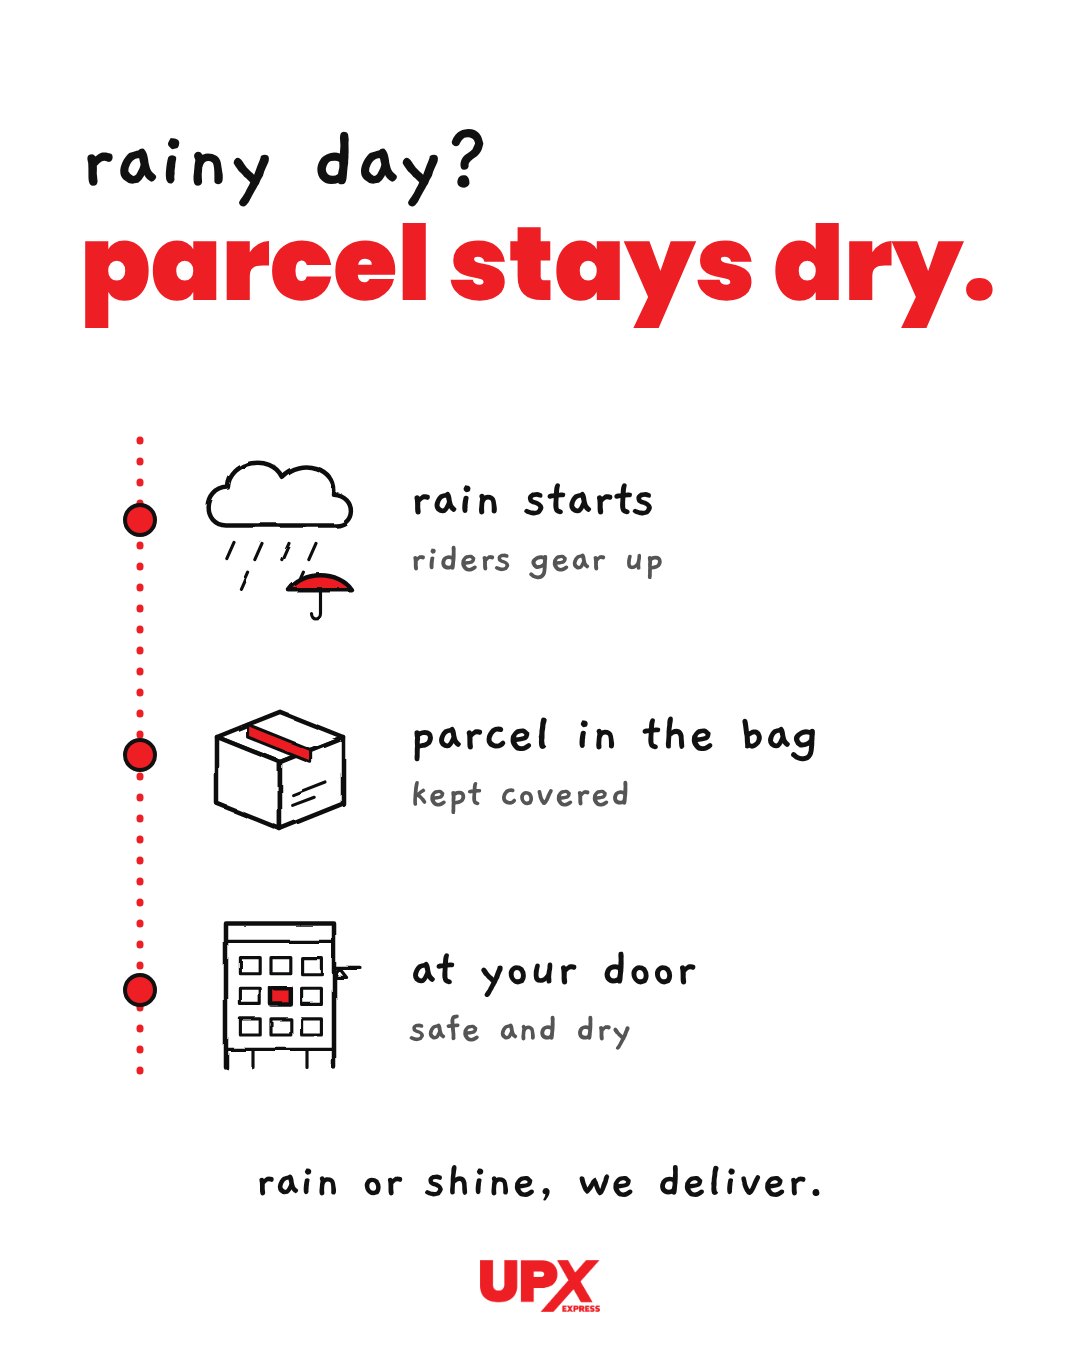 rainy day?
parcel stays dry.
rain starts
riders gear up
parcel in the bag
kept covered
at your door
safe and dry
rain or shine, we deliver.
UPX
EXPRESS